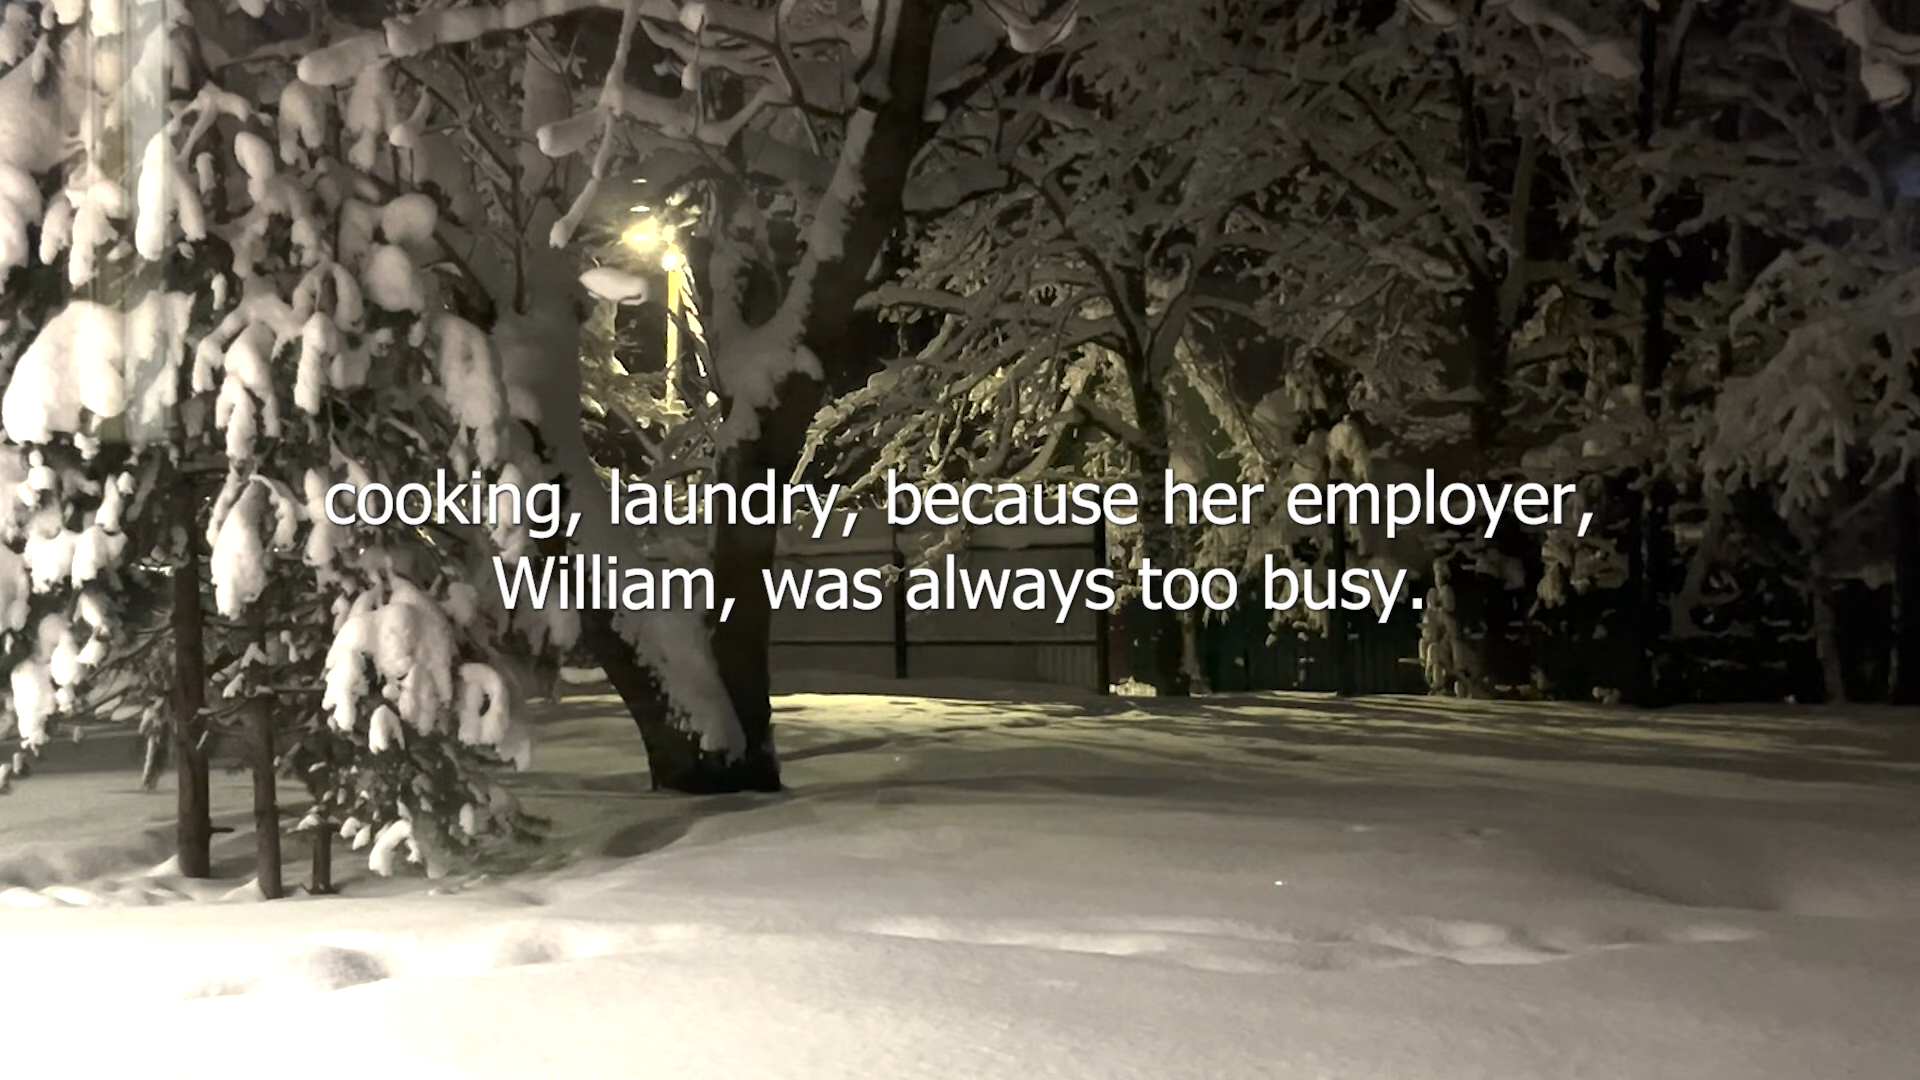 cooking, laundry, because her employer,
William, was always too busy.